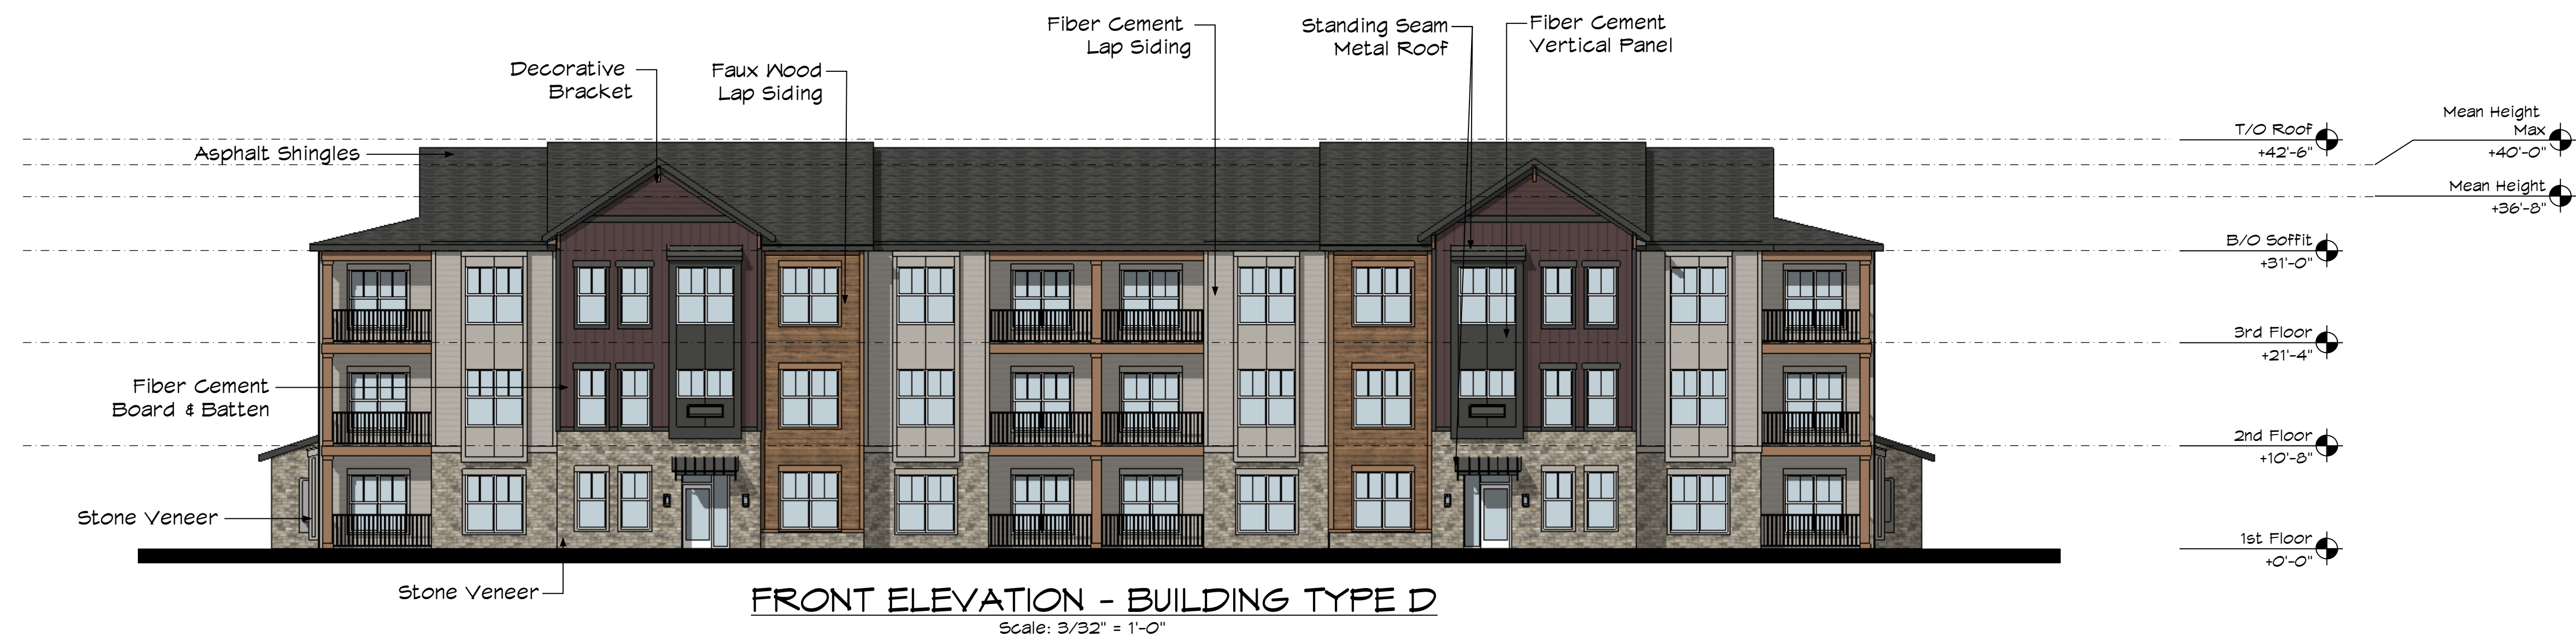 Fiber Cement
Lap Siding
Standing Seam
Metal Roof
Fiber Cement
Vertical Panel
Decorative
Bracket
Faux Wood
Lap Siding
Asphalt Shingles
Fiber Cement
Board & Batten
Stone Veneer
Stone Veneer
T/O Roof
+42'-6"
Mean Height
Max
+40'-0"
Mean Height
+36'-8"
B/O Soffit
+31'-0"
3rd Floor
+21'-4"
2nd Floor
+10'-8"
1st Floor
+0'-0"
FRONT ELEVATION - BUILDING TYPE D
Scale: 3/32" = 1'-0"